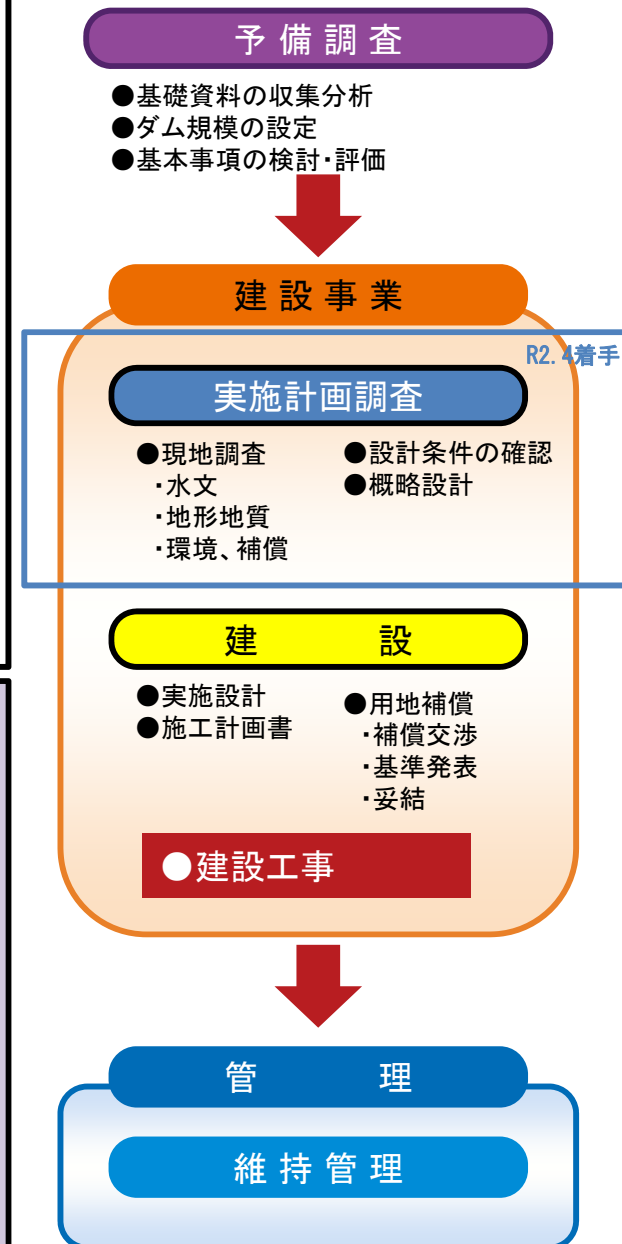 予備調査
●基礎資料の収集分析
●ダム規模の設定
●基本事項の検討・評価
建設事業
R2.4着手
実施計画調査
●現地調査
・水文
・地形地質
・環境、補償
●設計条件の確認
●概略設計
建　設
●実施設計
●施工計画書
●用地補償
・補償交渉
・基準発表
・妥結
●建設工事
管　理
維持管理